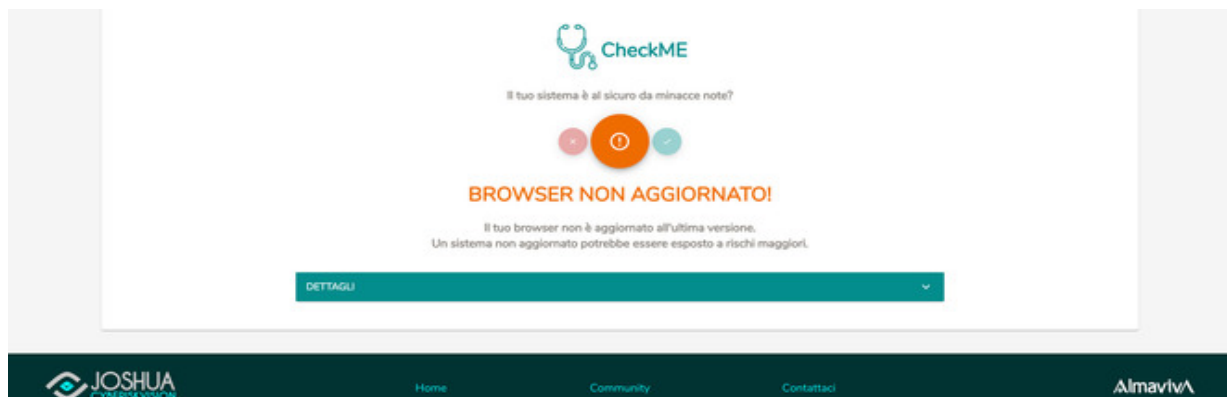 CheckME
Il tuo sistema è al sicuro da minacce note?
BROWSER NON AGGIORNATO!
Il tuo browser non è aggiornato all'ultima versione.
Un sistema non aggiornato potrebbe essere esposto a rischi maggiori.
DETTAGLI
JOSHUA
CYBERISKVISION
Home Community Contattaci
Almaviva